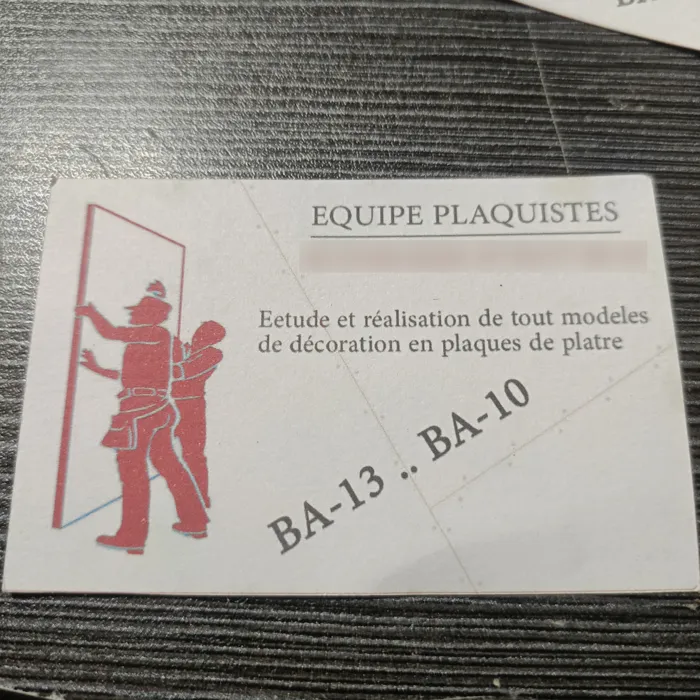 EQUIPE PLAQUISTES
Eetude et réalisation de tout modeles
de décoration en plaques de platre
BA-13 .. BA-10